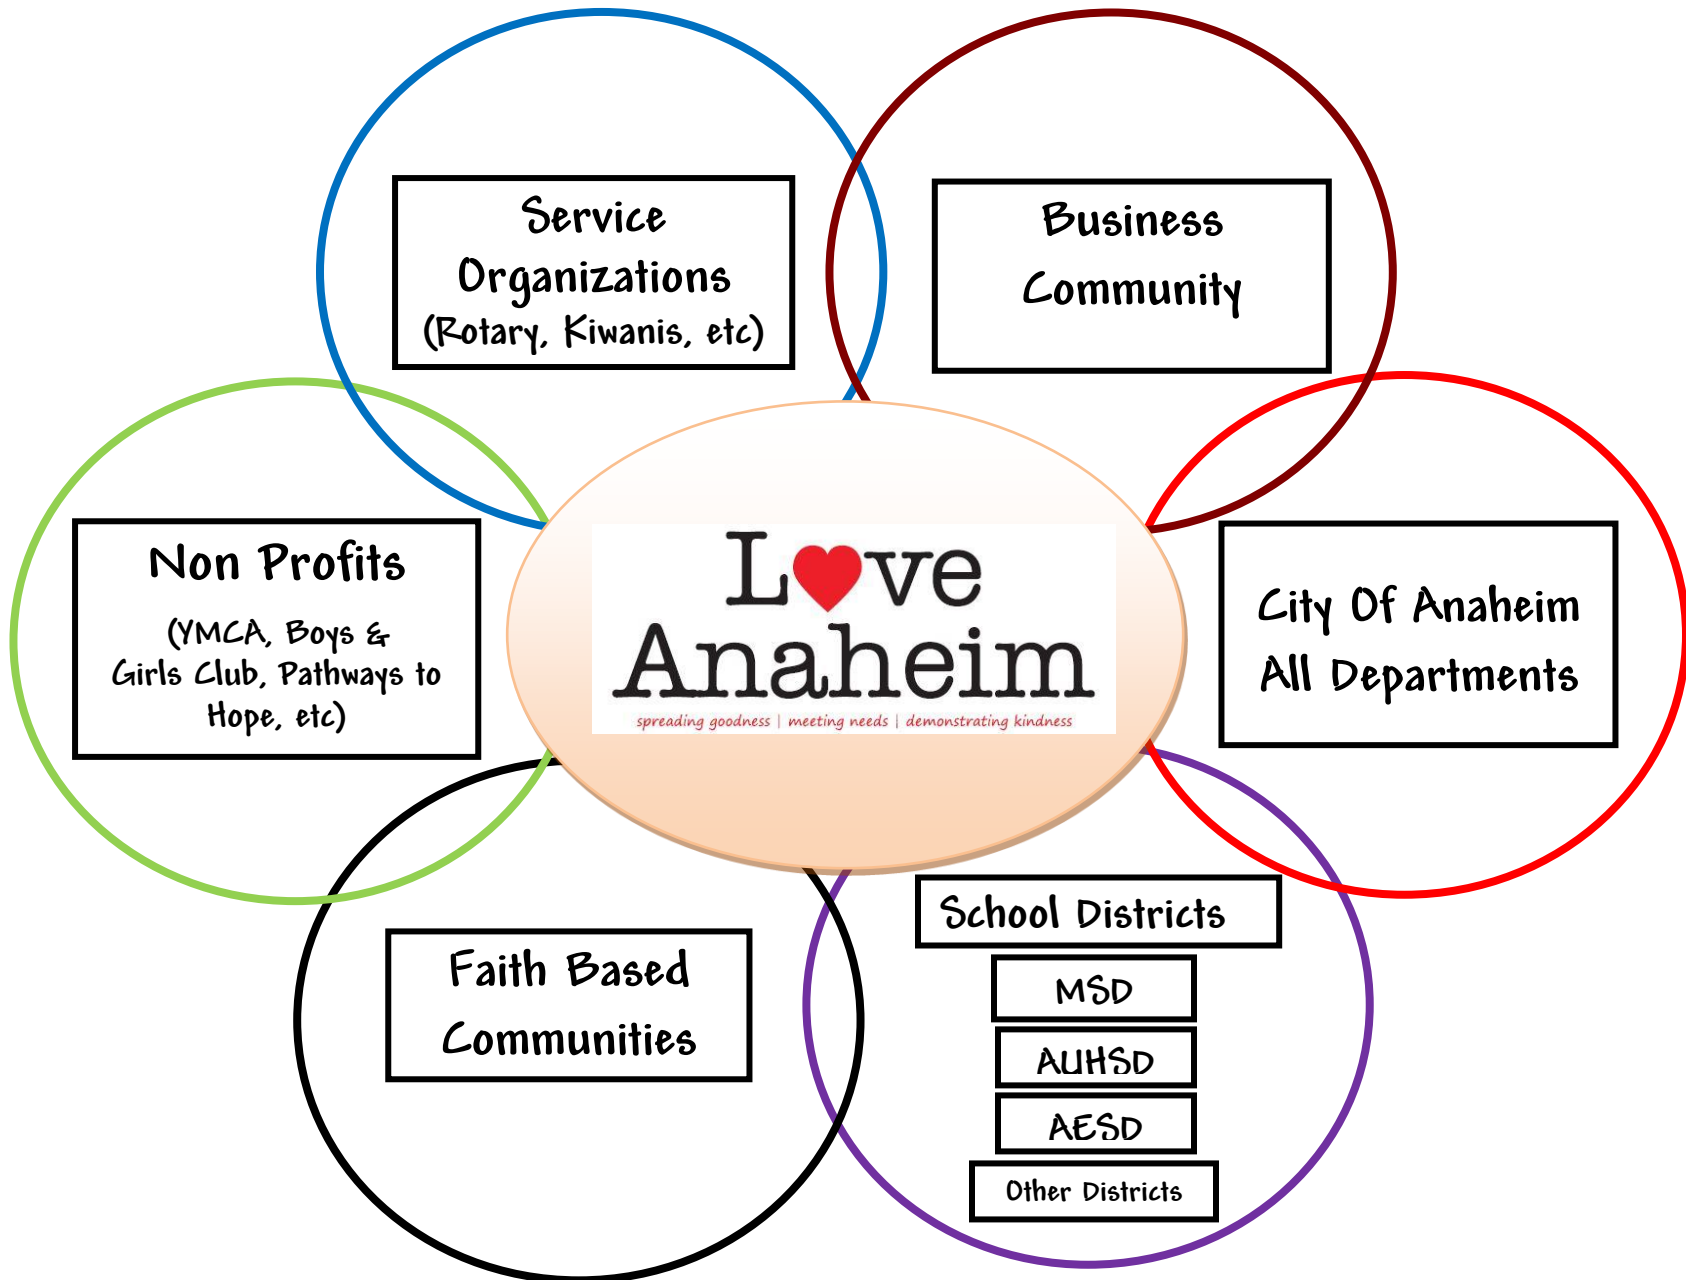 Service
Organizations
(Rotary, Kiwanis, etc)
Business
Community
Non Profits
(YMCA, Boys &
Girls Club, Pathways to
Hope, etc)
L❤ve
Anaheim
spreading goodness | meeting needs | demonstrating kindness
City Of Anaheim
All Departments
Faith Based
Communities
School Districts
MSD
AUHSD
AESD
Other Districts